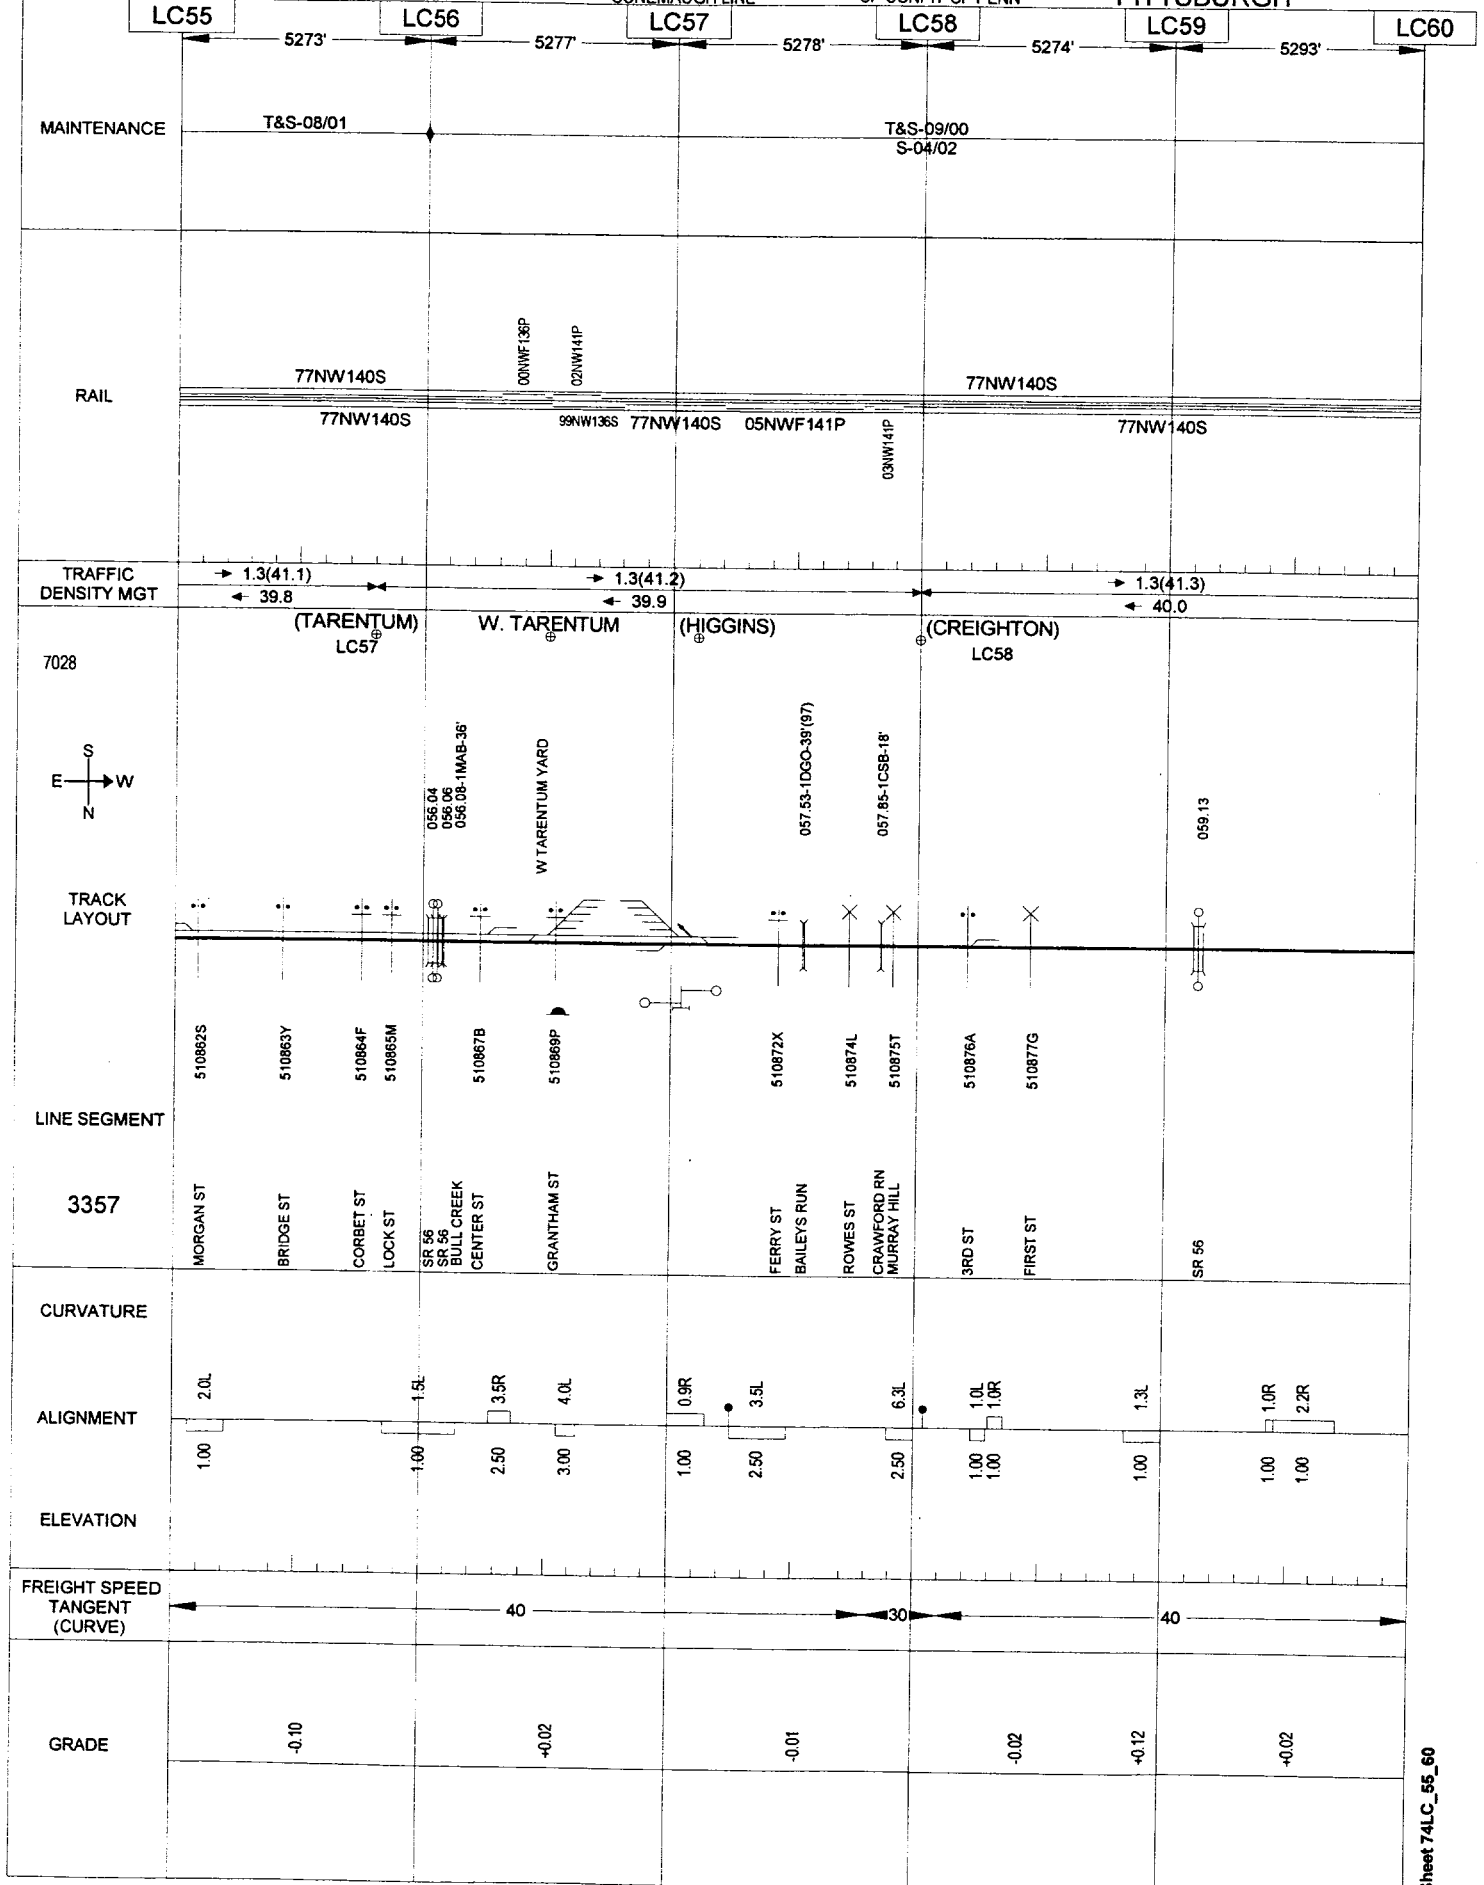 LC55 LC56 LC57 LC58 LC59 LC60
5273' 5277' 5278' 5274' 5293'
MAINTENANCE
T&S-08/01
T&S-09/00
S-04/02
RAIL
00NWF136P
02NW141P
77NW140S 77NW140S
77NW140S 99NW136S 77NW140S 05NWF141P 77NW140S
03NW141P
TRAFFIC
DENSITY MGT
→ 1.3(41.1) → 1.3(41.2) → 1.3(41.3)
← 39.8 ← 39.9 ← 40.0
(TARENTUM) W. TARENTUM (HIGGINS) (CREIGHTON)
LC57 LC58
7028
S
E W
N
056.04
056.06
056.08-1MAB-36'
W TARENTUM YARD
057.53-1DGO-39'(97)
057.85-1CSB-18'
059.13
TRACK
LAYOUT
510862S
510863Y
510864F
510865M
510867B
510869P
510872X
510874L
510875T
510876A
510877G
LINE SEGMENT
3357
MORGAN ST
BRIDGE ST
CORBET ST
LOCK ST
SR 56
SR 56
BULL CREEK
CENTER ST
GRANTHAM ST
FERRY ST
BAILEYS RUN
ROWES ST
CRAWFORD RN
MURRAY HILL
3RD ST
FIRST ST
SR 56
CURVATURE
2.0L 1.5L 3.5R 4.0L 0.9R 3.5L 6.3L 1.0L 1.0R 1.3L 1.0R 2.2R
ALIGNMENT
1.00 1.00 2.50 3.00 1.00 2.50 2.50 1.00 1.00 1.00 1.00 1.00
ELEVATION
FREIGHT SPEED
TANGENT
(CURVE)
40 30 40
GRADE
-0.10 +0.02 -0.01 -0.02 +0.12 +0.02
74LC_55_60